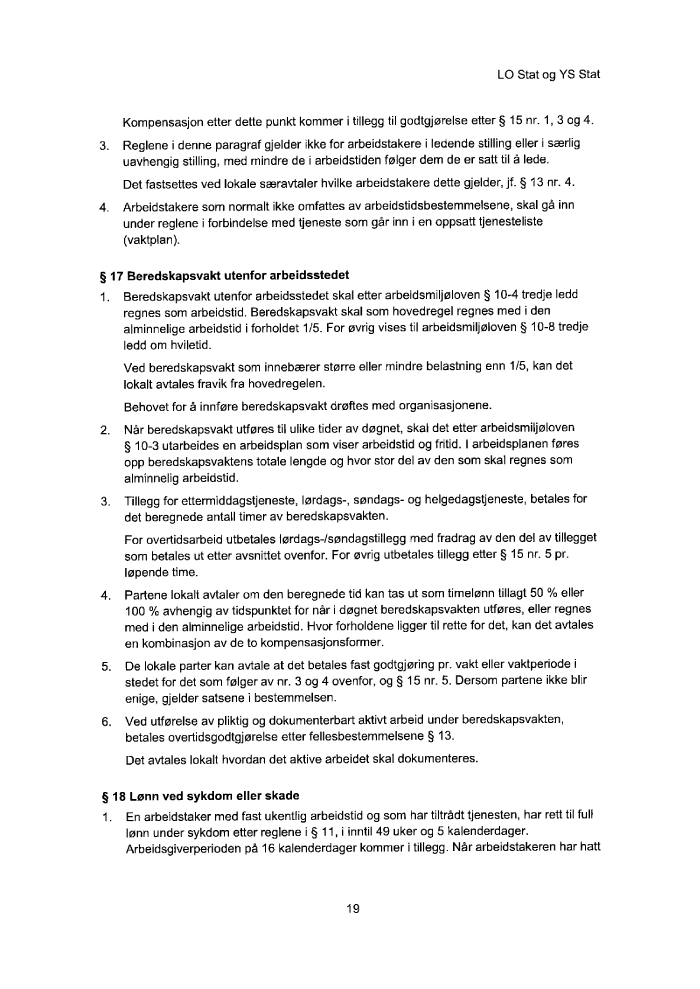 LO Stat og YS Stat
Kompensasjon etter dette punkt kommer i tillegg til godtgjørelse etter § 15 nr. 1, 3 og 4.
3. Reglene i denne paragraf gjelder ikke for arbeidstakere i ledende stilling eller i særlig
uavhengig stilling, med mindre de i arbeidstiden følger dem de er satt til å lede.
Det fastsettes ved lokale særavtaler hvilke arbeidstakere dette gjelder, jf. § 13 nr. 4.
4. Arbeidstakere som normalt ikke omfattes av arbeidstidsbestemmelsene, skal gå inn
under reglene i forbindelse med tjeneste som går inn i en oppsatt tjenesteliste
(vaktplan).
§ 17 Beredskapsvakt utenfor arbeidsstedet
1. Beredskapsvakt utenfor arbeidsstedet skal etter arbeidsmiljøloven § 10-4 tredje ledd
regnes som arbeidstid. Beredskapsvakt skal som hovedregel regnes med i den
alminnelige arbeidstid i forholdet 1/5. For øvrig vises til arbeidsmiljøloven § 10-8 tredje
ledd om hviletid.
Ved beredskapsvakt som innebærer større eller mindre belastning enn 1/5, kan det
lokalt avtales fravik fra hovedregelen.
Behovet for å innføre beredskapsvakt drøftes med organisasjonene.
2. Når beredskapsvakt utføres til ulike tider av døgnet, skal det etter arbeidsmiljøloven
§ 10-3 utarbeides en arbeidsplan som viser arbeidstid og fritid. I arbeidsplanen føres
opp beredskapsvaktens totale lengde og hvor stor del av den som skal regnes som
alminnelig arbeidstid.
3. Tillegg for ettermiddagstjeneste, lørdags-, søndags- og helgedagstjeneste, betales for
det beregnede antall timer av beredskapsvakten.
For overtidsarbeid utbetales lørdags-/søndagstillegg med fradrag av den del av tillegget
som betales ut etter avsnittet ovenfor. For øvrig utbetales tillegg etter § 15 nr. 5 pr.
løpende time.
4. Partene lokalt avtaler om den beregnede tid kan tas ut som timelønn tillagt 50 % eller
100 % avhengig av tidspunktet for når i døgnet beredskapsvakten utføres, eller regnes
med i den alminnelige arbeidstid. Hvor forholdene ligger til rette for det, kan det avtales
en kombinasjon av de to kompensasjonsformer.
5. De lokale parter kan avtale at det betales fast godtgjøring pr. vakt eller vaktperiode i
stedet for det som følger av nr. 3 og 4 ovenfor, og § 15 nr. 5. Dersom partene ikke blir
enige, gjelder satsene i bestemmelsen.
6. Ved utførelse av pliktig og dokumenterbart aktivt arbeid under beredskapsvakten,
betales overtidsgodtgjørelse etter fellesbestemmelsene § 13.
Det avtales lokalt hvordan det aktive arbeidet skal dokumenteres.
§ 18 Lønn ved sykdom eller skade
1. En arbeidstaker med fast ukentlig arbeidstid og som har tiltrådt tjenesten, har rett til full
lønn under sykdom etter reglene i § 11, i inntil 49 uker og 5 kalenderdager.
Arbeidsgiverperioden på 16 kalenderdager kommer i tillegg. Når arbeidstakeren har hatt
19